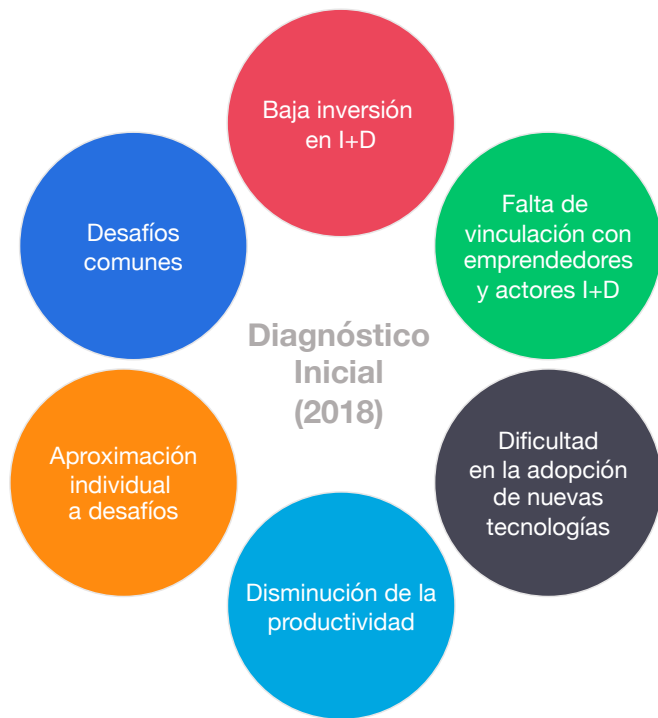 Baja inversión
en I+D
Falta de
vinculación con
emprendedores
y actores I+D
Dificultad
en la adopción
de nuevas
tecnologías
Disminución de la
productividad
Aproximación
individual
a desafíos
Desafíos
comunes
Diagnóstico
Inicial
(2018)